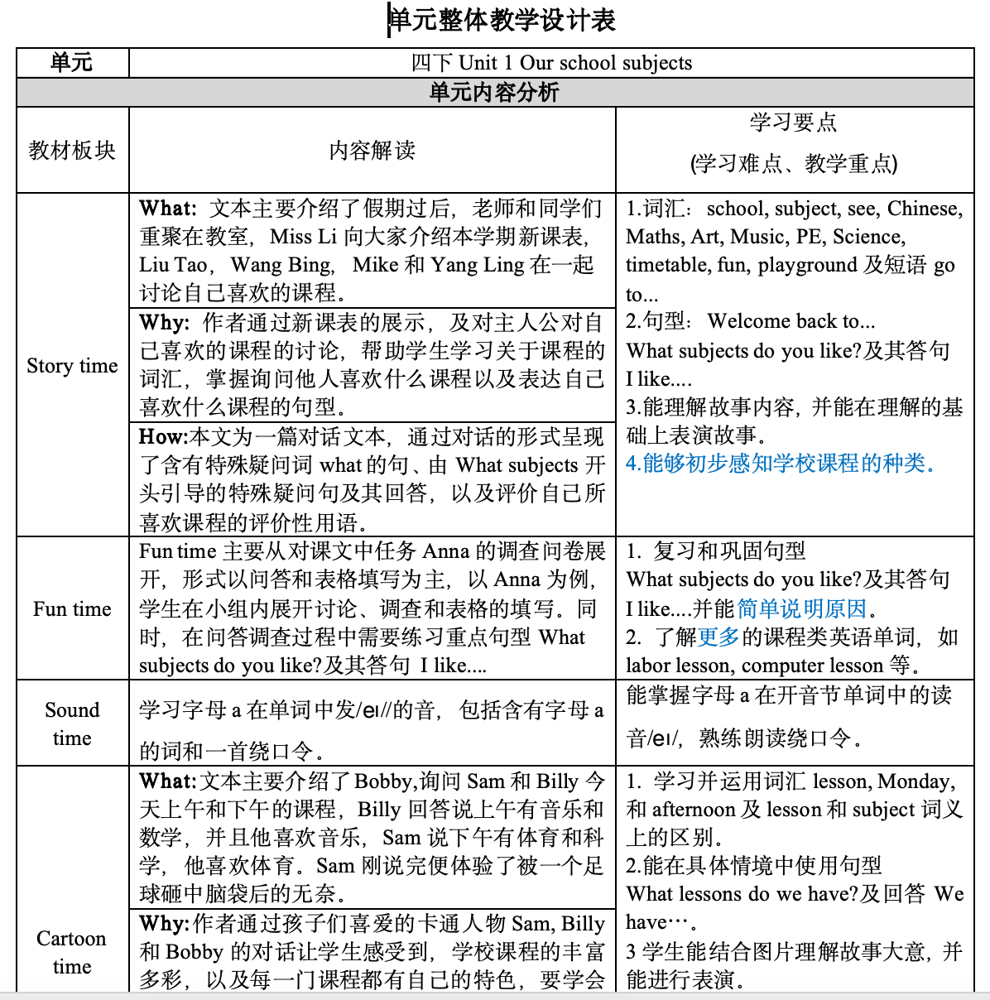 单元整体教学设计表
单元
四下 Unit 1 Our school subjects
单元内容分析
教材板块
内容解读
学习要点
(学习难点、教学重点)
Story time
What: 文本主要介绍了假期过后，老师和同学们
重聚在教室，Miss Li 向大家介绍本学期新课表，
Liu Tao，Wang Bing，Mike 和 Yang Ling 在一起
讨论自己喜欢的课程。
Why: 作者通过新课表的展示，及对主人公对自
己喜欢的课程的讨论，帮助学生学习关于课程的
词汇，掌握询问他人喜欢什么课程以及表达自己
喜欢什么课程的句型。
How:本文为一篇对话文本，通过对话的形式呈现
了含有特殊疑问词 what 的句、由 What subjects 开
头引导的特殊疑问句及其回答，以及评价自己所
喜欢课程的评价性用语。
1.词汇：school, subject, see, Chinese,
Maths, Art, Music, PE, Science,
timetable, fun, playground 及短语 go
to...
2.句型：Welcome back to...
What subjects do you like?及其答句
I like....
3.能理解故事内容，并能在理解的基
础上表演故事。
4.能够初步感知学校课程的种类。
Fun time
Fun time 主要从对课文中任务 Anna 的调查问卷展
开，形式以问答和表格填写为主，以 Anna 为例，
学生在小组内展开讨论、调查和表格的填写。同
时，在问答调查过程中需要练习重点句型 What
subjects do you like?及其答句 I like....
1. 复习和巩固句型
What subjects do you like?及其答句
I like....并能简单说明原因。
2. 了解更多的课程类英语单词，如
labor lesson, computer lesson 等。
Sound
time
学习字母 a 在单词中发/eɪ//的音，包括含有字母 a
的词和一首绕口令。
能掌握字母 a 在开音节单词中的读
音/eɪ/，熟练朗读绕口令。
Cartoon
time
What:文本主要介绍了 Bobby,询问 Sam 和 Billy 今
天上午和下午的课程，Billy 回答说上午有音乐和
数学，并且他喜欢音乐，Sam 说下午有体育和科
学，他喜欢体育。Sam 刚说完便体验了被一个足
球砸中脑袋后的无奈。
Why:作者通过孩子们喜爱的卡通人物 Sam, Billy
和 Bobby 的对话让学生感受到，学校课程的丰富
多彩，以及每一门课程都有自己的特色，要学会
1. 学习并运用词汇 lesson, Monday,
和 afternoon 及 lesson 和 subject 词义
上的区别。
2.能在具体情境中使用句型
What lessons do we have?及回答 We
have…。
3 学生能结合图片理解故事大意，并
能进行表演。